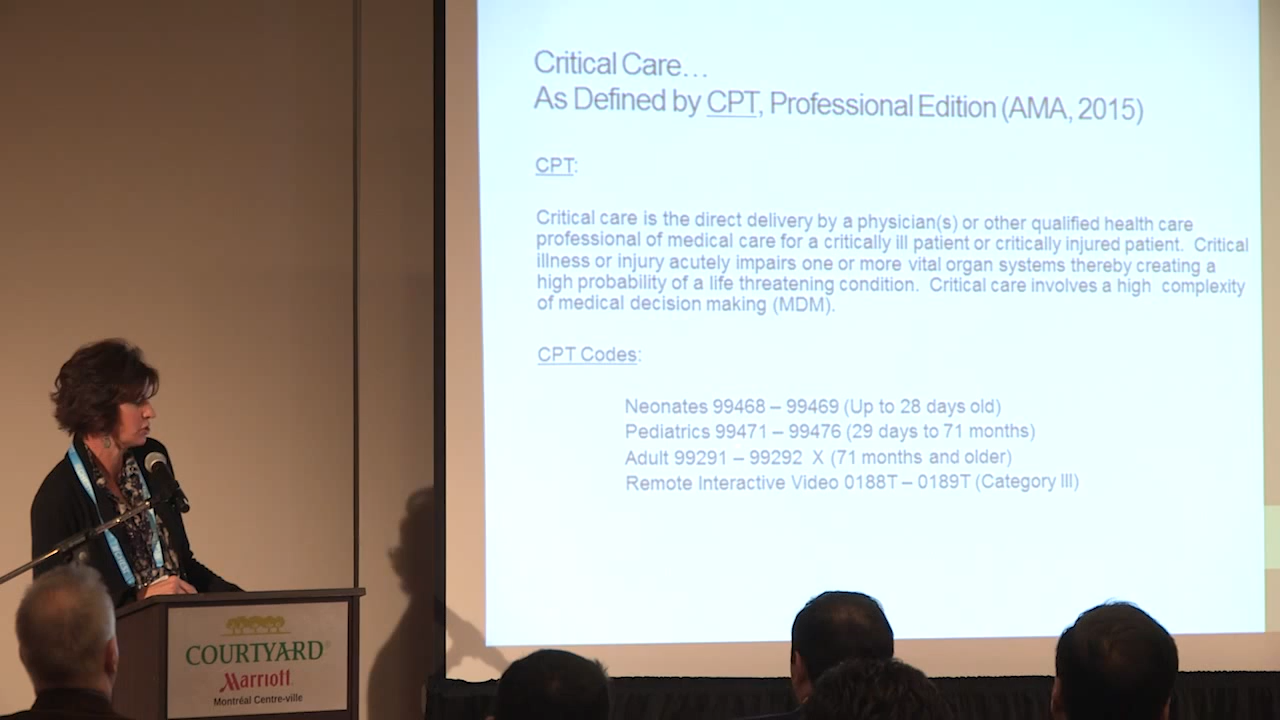 Critical Care…
As Defined by CPT, Professional Edition (AMA, 2015)
CPT:
Critical care is the direct delivery by a physician(s) or other qualified health care
professional of medical care for a critically ill patient or critically injured patient. Critical
illness or injury acutely impairs one or more vital organ systems thereby creating a
high probability of a life threatening condition. Critical care involves a high complexity
of medical decision making (MDM).
CPT Codes:
Neonates 99468 – 99469 (Up to 28 days old)
Pediatrics 99471 – 99476 (29 days to 71 months)
Adult 99291 – 99292 X (71 months and older)
Remote Interactive Video 0188T – 0189T (Category III)
COURTYARD®
Marriott
Montréal Centre-ville